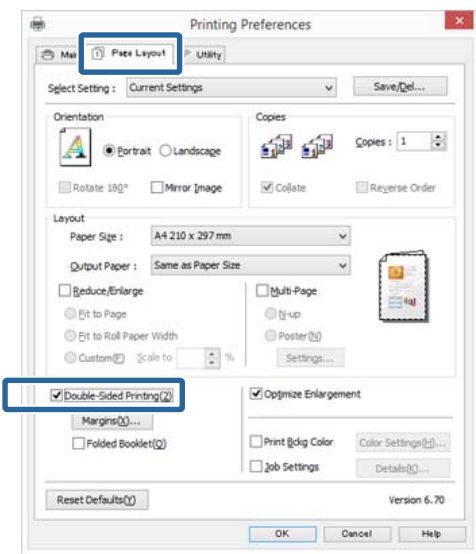 Printing Preferences
Main Page Layout Utility
Select Setting : Current Settings Save/Del...
Orientation
Portrait Landscape
Rotate 180° Mirror Image
Copies
Copies : 1
Collate Reverse Order
Layout
Paper Size : A4 210 x 297 mm
Output Paper : Same as Paper Size
Reduce/Enlarge
Fit to Page
Fit to Roll Paper Width
Custom(F) Scale to %
Multi-Page
N-up
Poster(N)
Settings...
Double-Sided Printing(2)
Margins(X)...
Folded Booklet(Q)
Optimize Enlargement
Print Bckg Color Color Settings(H)...
Job Settings Details(K)...
Reset Defaults(Y) Version 6.70
OK Cancel Help